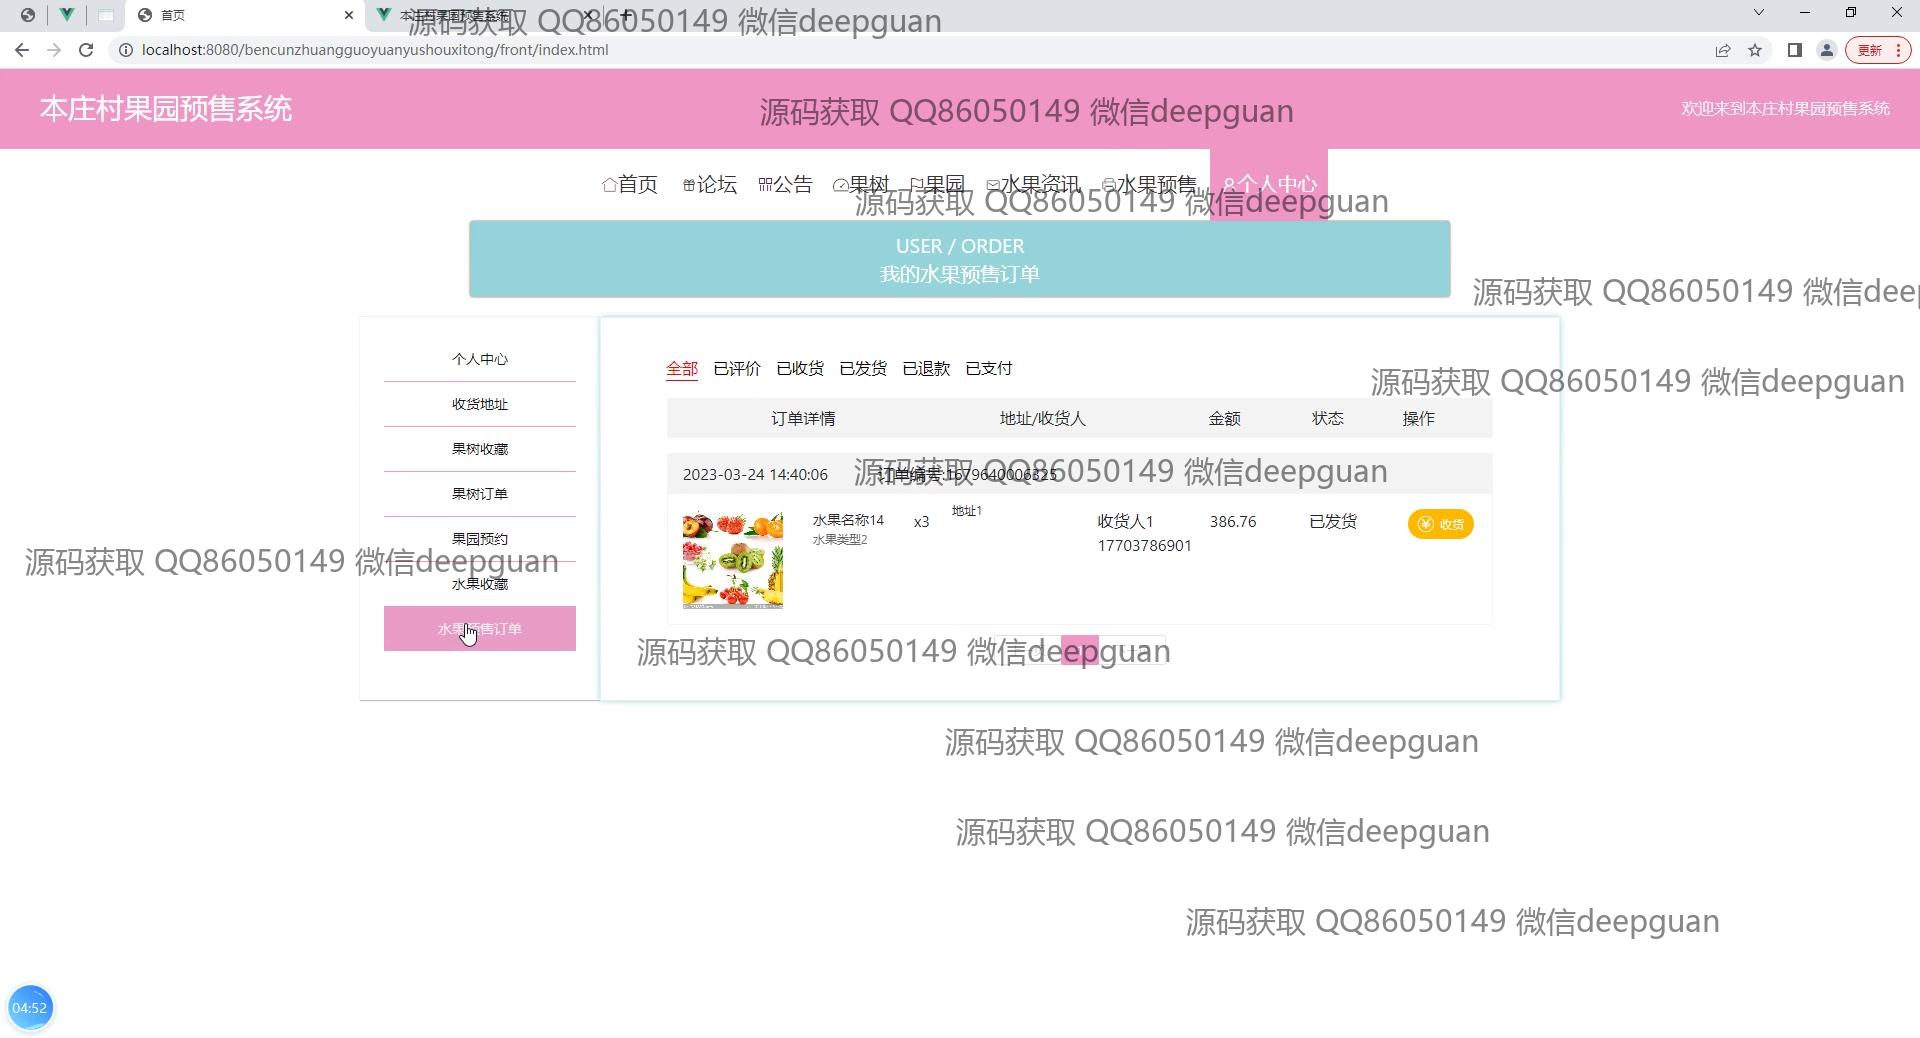 首页
本庄村果园预售系统
源码获取 QQ86050149 微信deepguan
localhost:8080/bencunzhuangguoyuanyushouxitong/front/index.html
更新
本庄村果园预售系统
源码获取 QQ86050149 微信deepguan
欢迎来到本庄村果园预售系统
首页 论坛 公告 果树 果园 水果资讯 水果预售 个人中心
源码获取 QQ86050149 微信deepguan
USER / ORDER
我的水果预售订单
源码获取 QQ86050149 微信deep
个人中心
收货地址
果树收藏
果树订单
果园预约
水果收藏
水果预售订单
全部 已评价 已收货 已发货 已退款 已支付
源码获取 QQ86050149 微信deepguan
订单详情 地址/收货人 金额 状态 操作
2023-03-24 14:40:06 订单编号:1679640006325
源码获取 QQ86050149 微信deepguan
水果名称14 x3 地址1 收货人1 386.76 已发货 收货
水果类型2 17703786901
源码获取 QQ86050149 微信deepguan
源码获取 QQ86050149 微信deepguan
源码获取 QQ86050149 微信deepguan
源码获取 QQ86050149 微信deepguan
源码获取 QQ86050149 微信deepguan
04:52